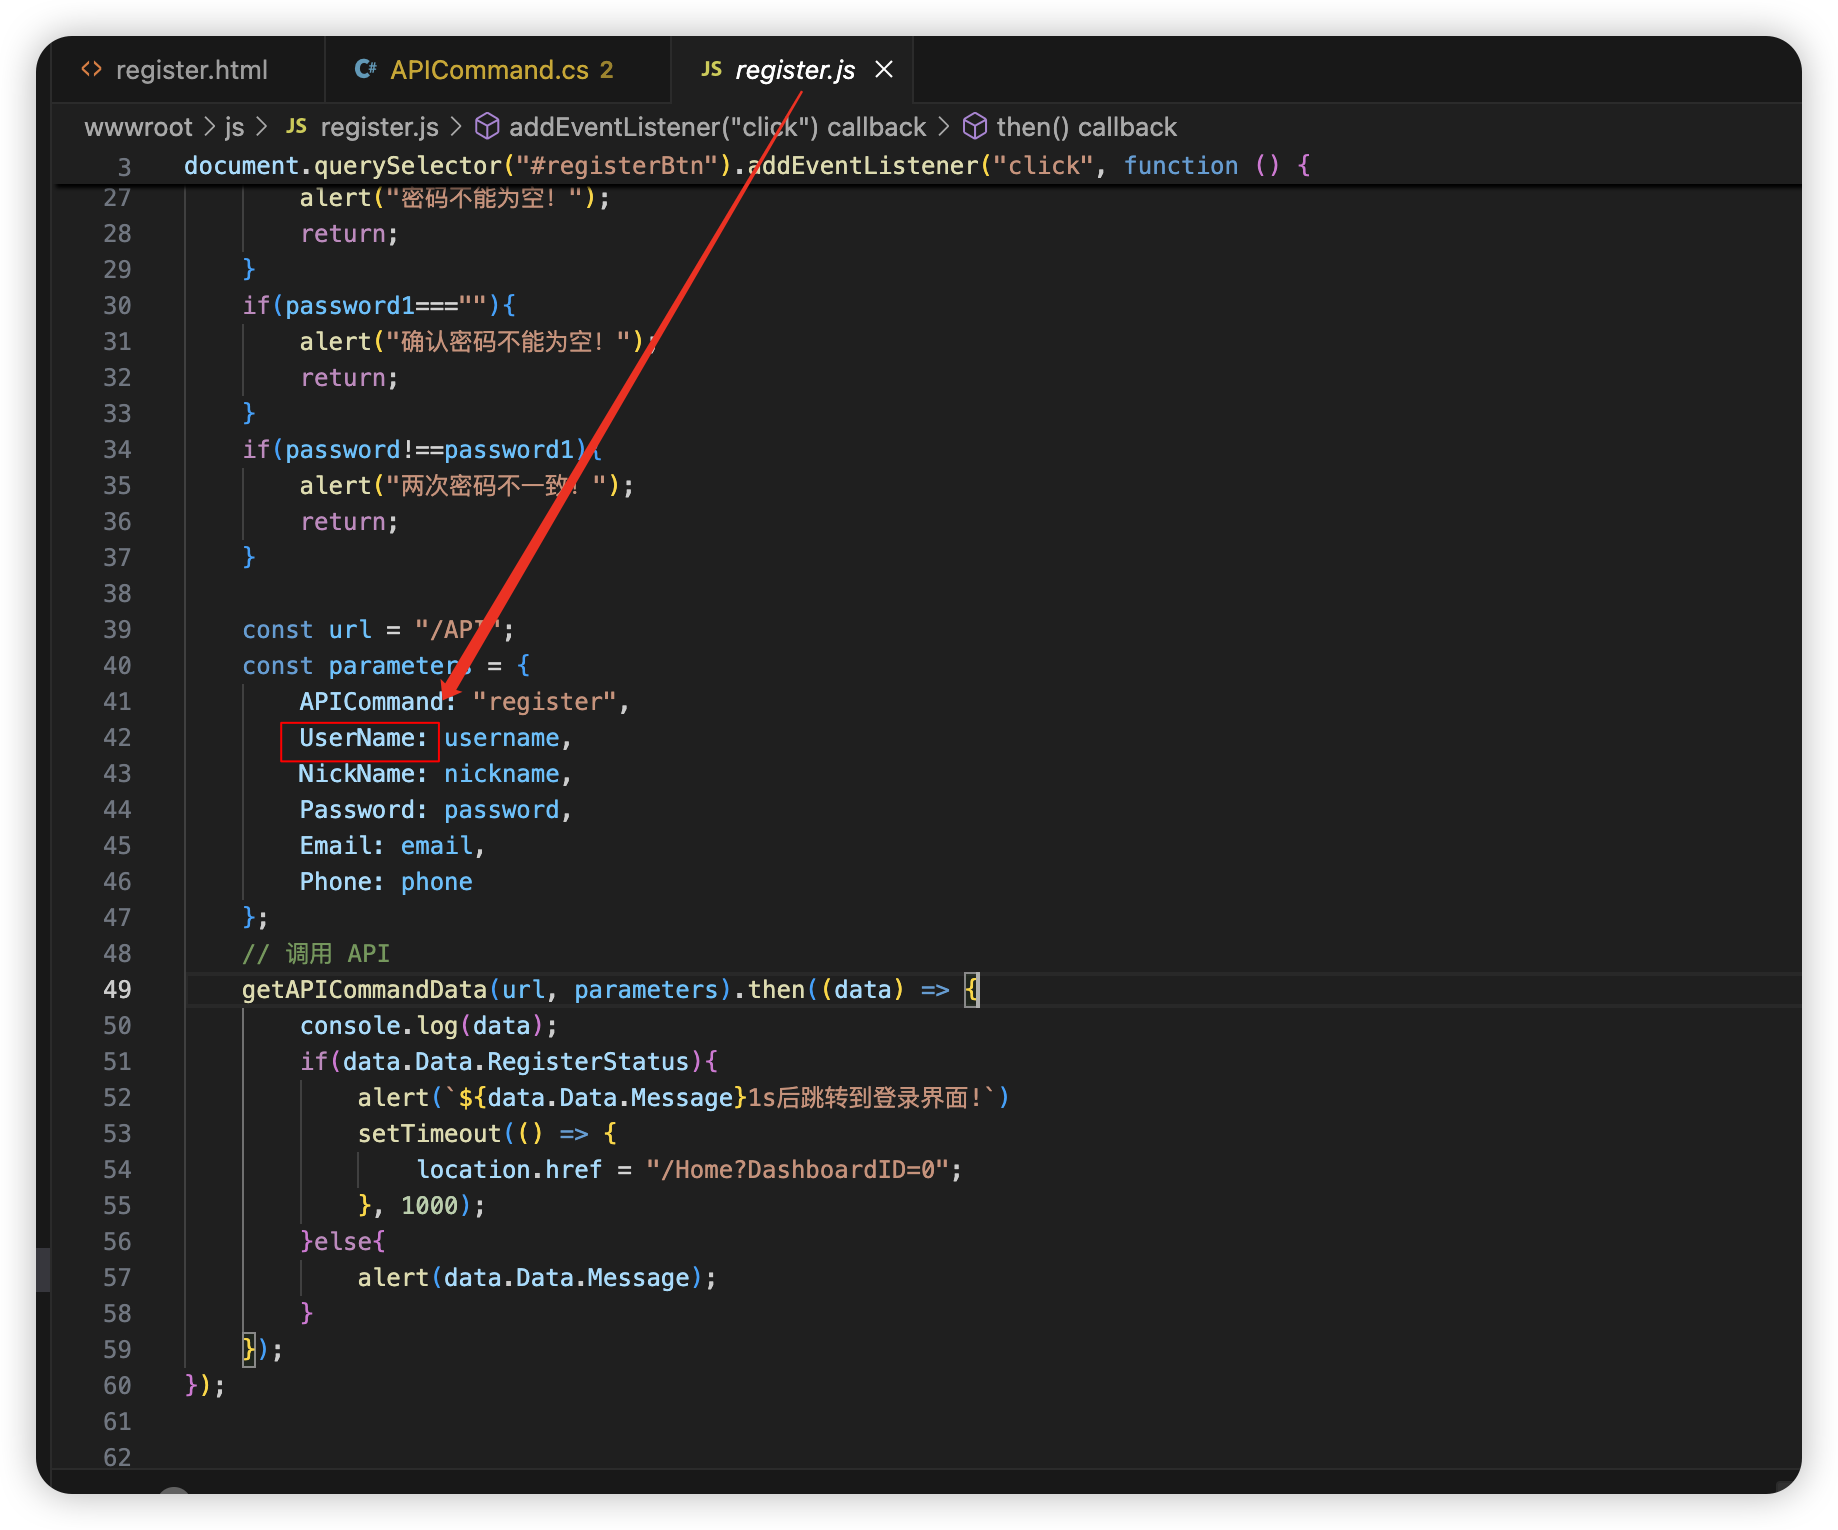 <> register.html C# APICommand.cs 2 JS register.js ×
wwwroot > js > JS register.js > addEventListener("click") callback > then() callback
3 document.querySelector("#registerBtn").addEventListener("click", function () {
27 alert("密码不能为空！");
28 return;
29 }
30 if(password1===""){
31 alert("确认密码不能为空！");
32 return;
33 }
34 if(password!==password1){
35 alert("两次密码不一致！");
36 return;
37 }
38
39 const url = "/API";
40 const parameters = {
41 APICommand: "register",
42 UserName: username,
43 NickName: nickname,
44 Password: password,
45 Email: email,
46 Phone: phone
47 };
48 // 调用 API
49 getAPICommandData(url, parameters).then((data) => {
50 console.log(data);
51 if(data.Data.RegisterStatus){
52 alert(`${data.Data.Message}1s后跳转到登录界面!`)
53 setTimeout(() => {
54 location.href = "/Home?DashboardID=0";
55 }, 1000);
56 }else{
57 alert(data.Data.Message);
58 }
59 });
60 });
61
62